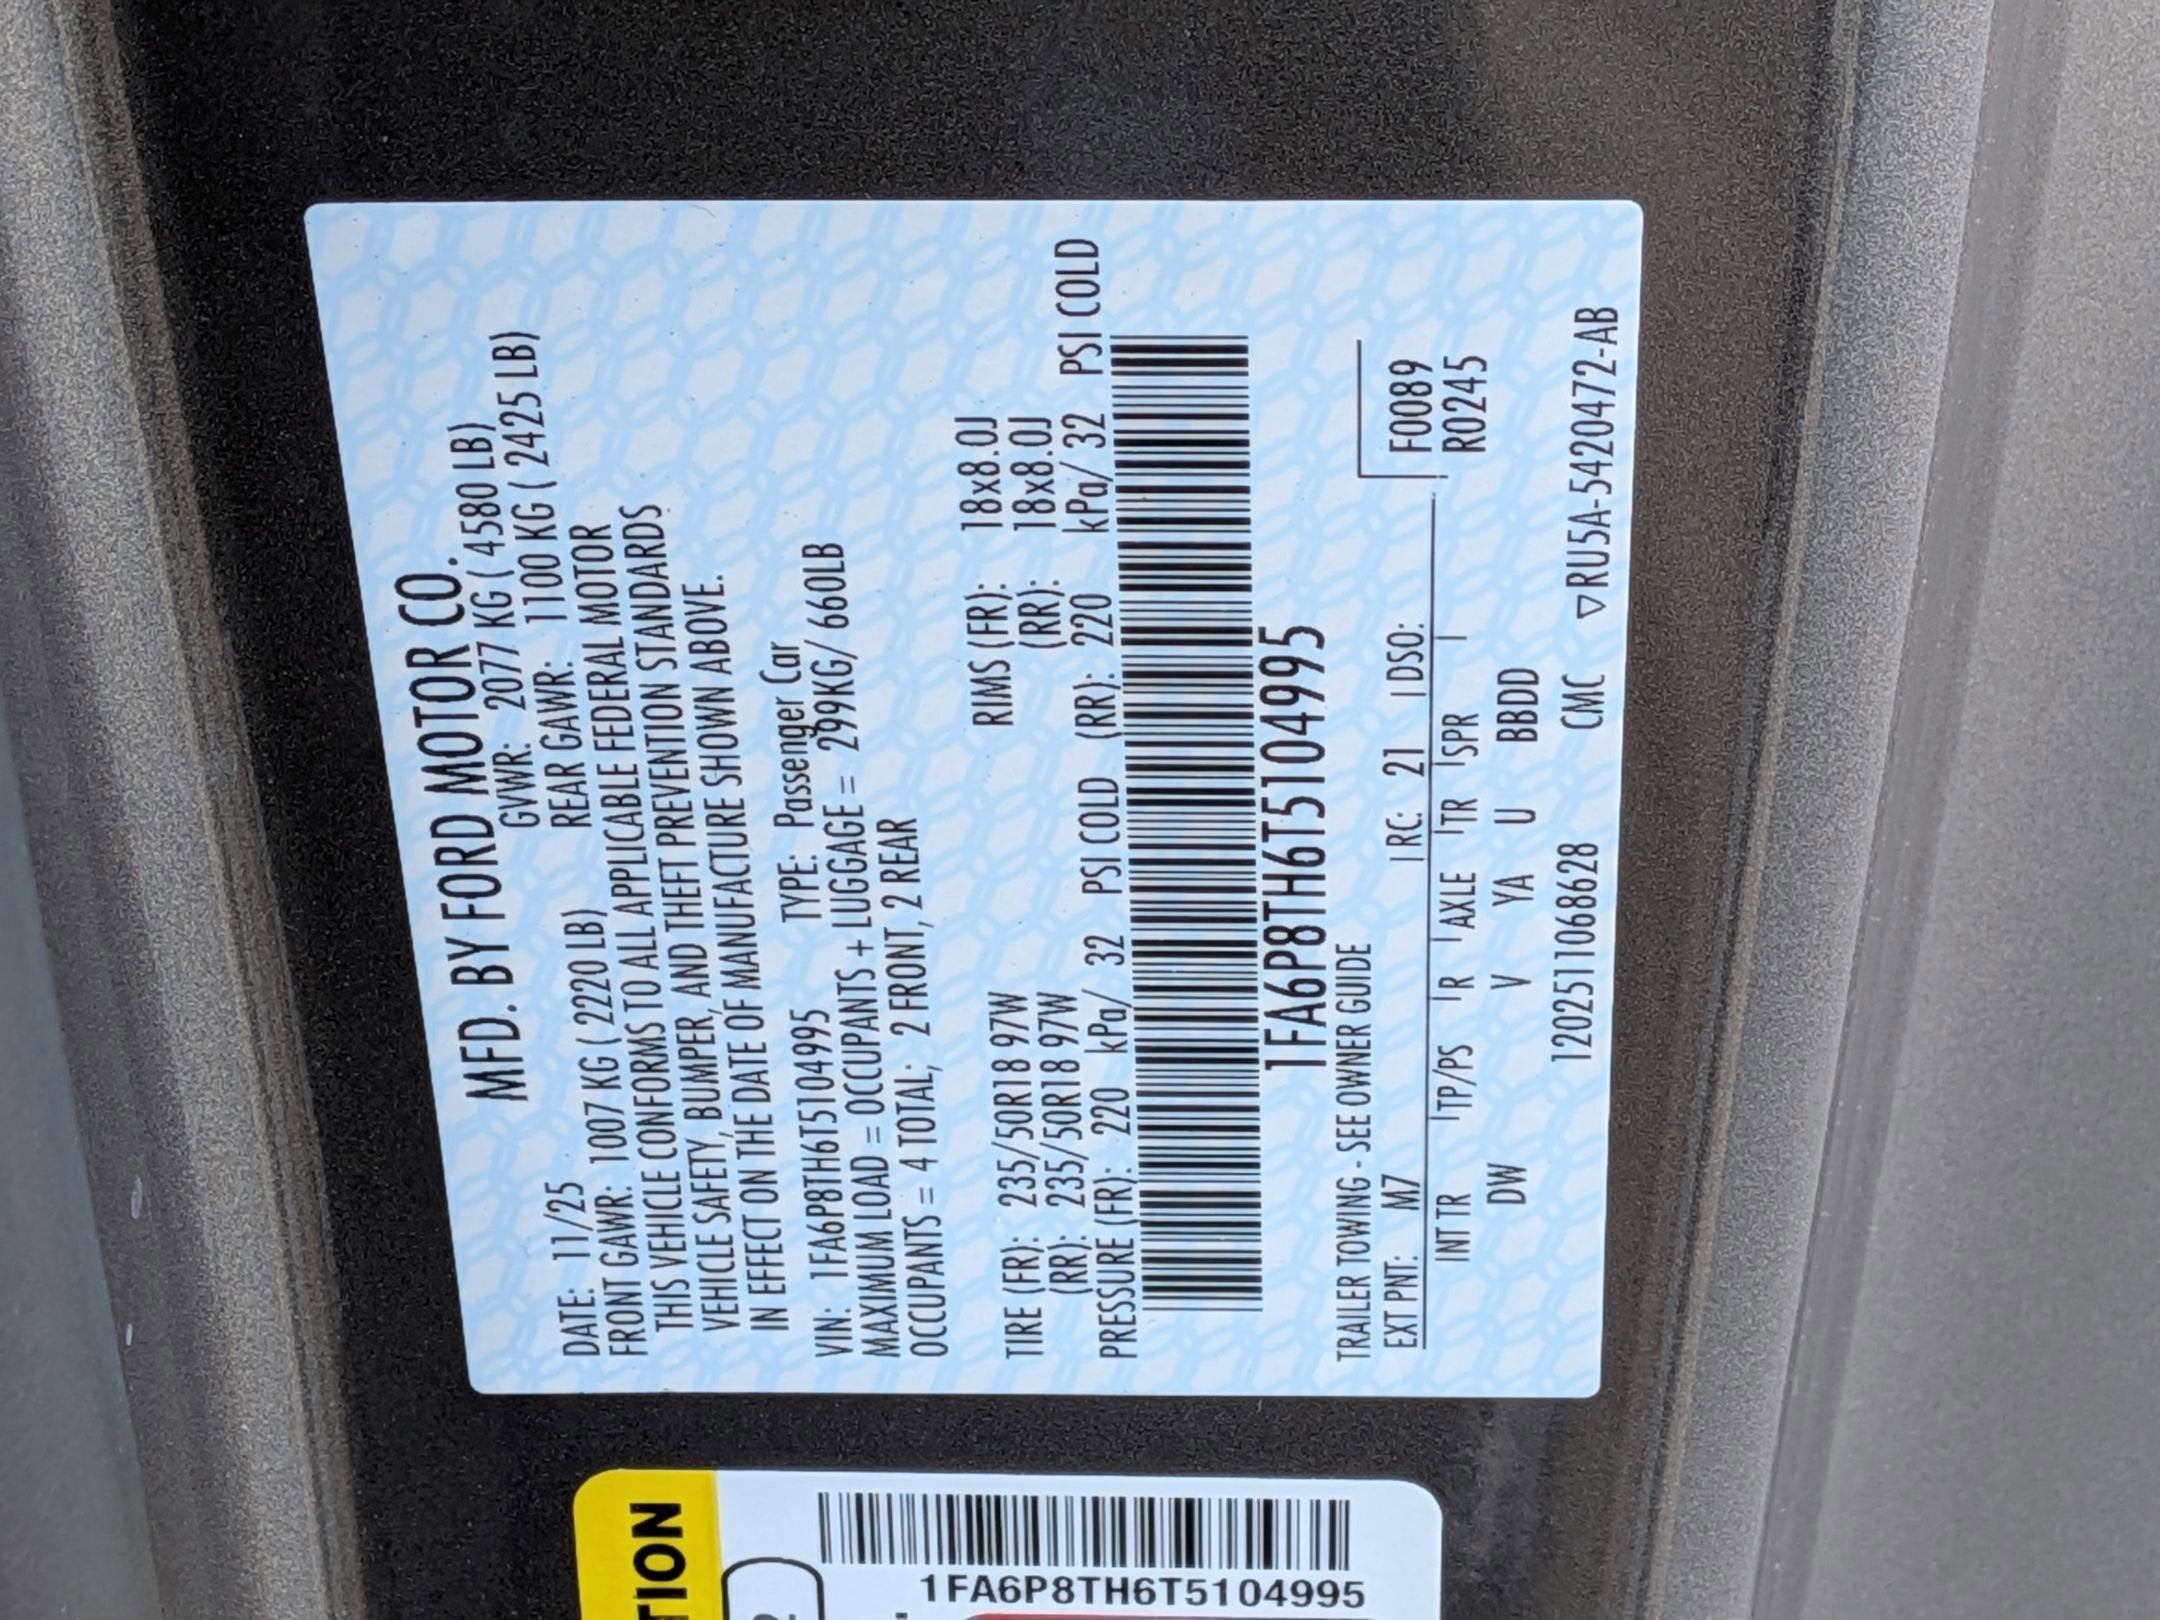 MFD. BY FORD MOTOR CO.
DATE: 11/25 GVWR: 2077 KG ( 4580 LB)
FRONT GAWR: 1007 KG ( 2220 LB) REAR GAWR: 1100 KG ( 2425 LB)
THIS VEHICLE CONFORMS TO ALL APPLICABLE FEDERAL MOTOR
VEHICLE SAFETY, BUMPER, AND THEFT PREVENTION STANDARDS
IN EFFECT ON THE DATE OF MANUFACTURE SHOWN ABOVE.
VIN: 1FA6P8TH6T5104995 TYPE: Passenger Car
MAXIMUM LOAD = OCCUPANTS + LUGGAGE = 299KG/ 660LB
OCCUPANTS = 4 TOTAL; 2 FRONT, 2 REAR
TIRE (FR): 235/50R18 97W RIMS (FR): 18x8.0J
(RR): 235/50R18 97W (RR): 18x8.0J
PRESSURE (FR): 220 kPa/ 32 PSI COLD (RR): 220 kPa/ 32 PSI COLD
1FA6P8TH6T5104995
TRAILER TOWING - SEE OWNER GUIDE
EXT PNT: M7 RC: 21 DSO: F0089
INT TR TP/PS R AXLE TR SPR R0245
DW V YA U BBDD
1202511068628 CMC ▽RU5A-5420472-AB
TION
1FA6P8TH6T5104995